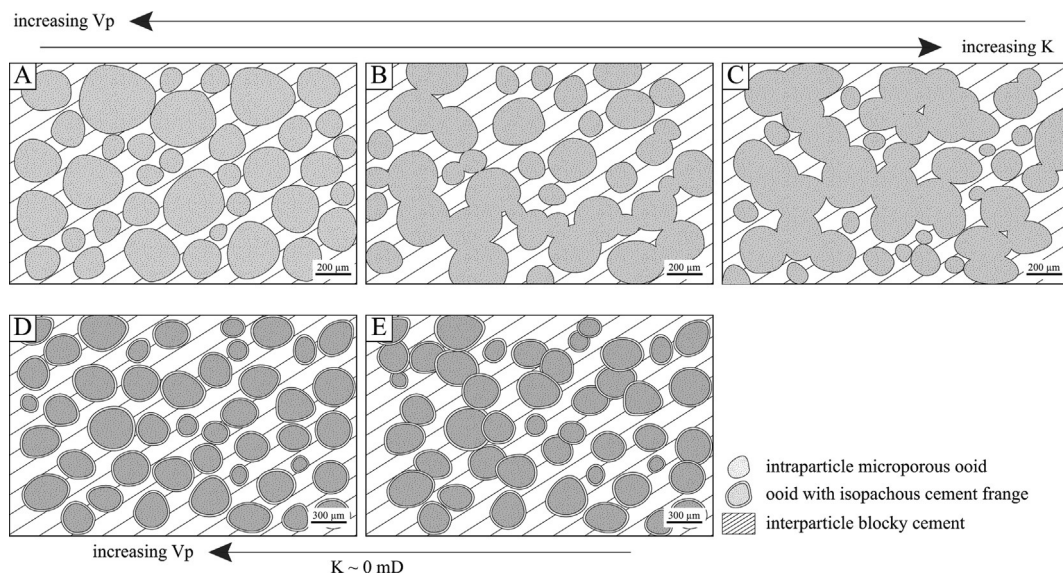 increasing Vp
increasing K
A
B
C
200 µm
200 µm
200 µm
D
E
300 µm
300 µm
intraparticle microporous ooid
ooid with isopachous cement frange
interparticle blocky cement
increasing Vp
K ~ 0 mD